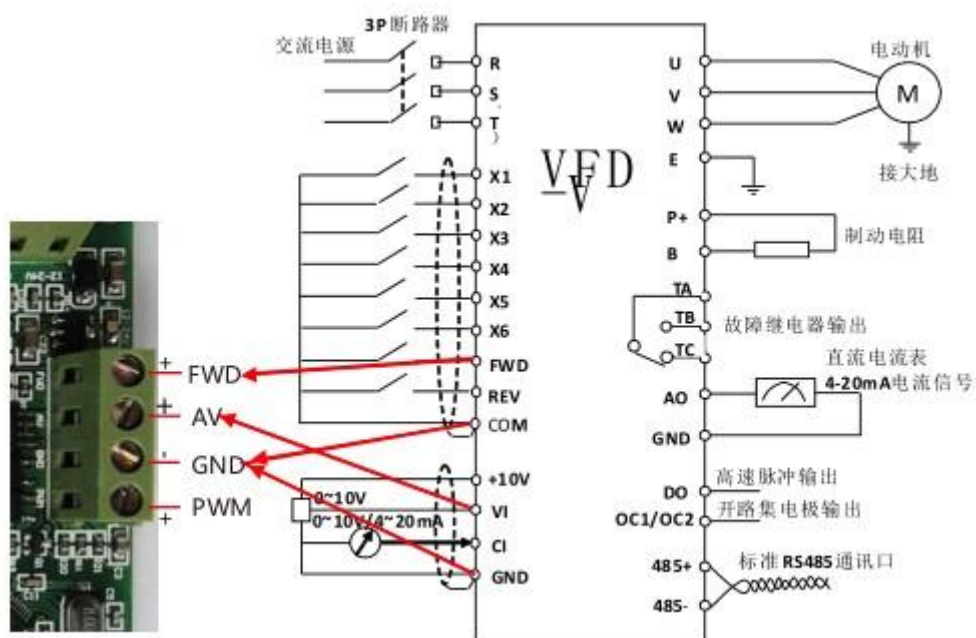 3P断路器
交流电源
R
S
T
)
X1
X2
X3
X4
X5
X6
FWD
REV
COM
+10V
0~10V
VI
0~10V/4~20mA
CI
GND
VFD
V
U
V
W
E
P+
B
TA
TB
TC
AO
GND
DO
OC1/OC2
485+
485-
电动机
M
接大地
制动电阻
故障继电器输出
直流电流表
4-20mA电流信号
高速脉冲输出
开路集电极输出
标准RS485通讯口
+
FWD
+
AV
-
GND
PWM
+
FWD
AV
GND
PWM